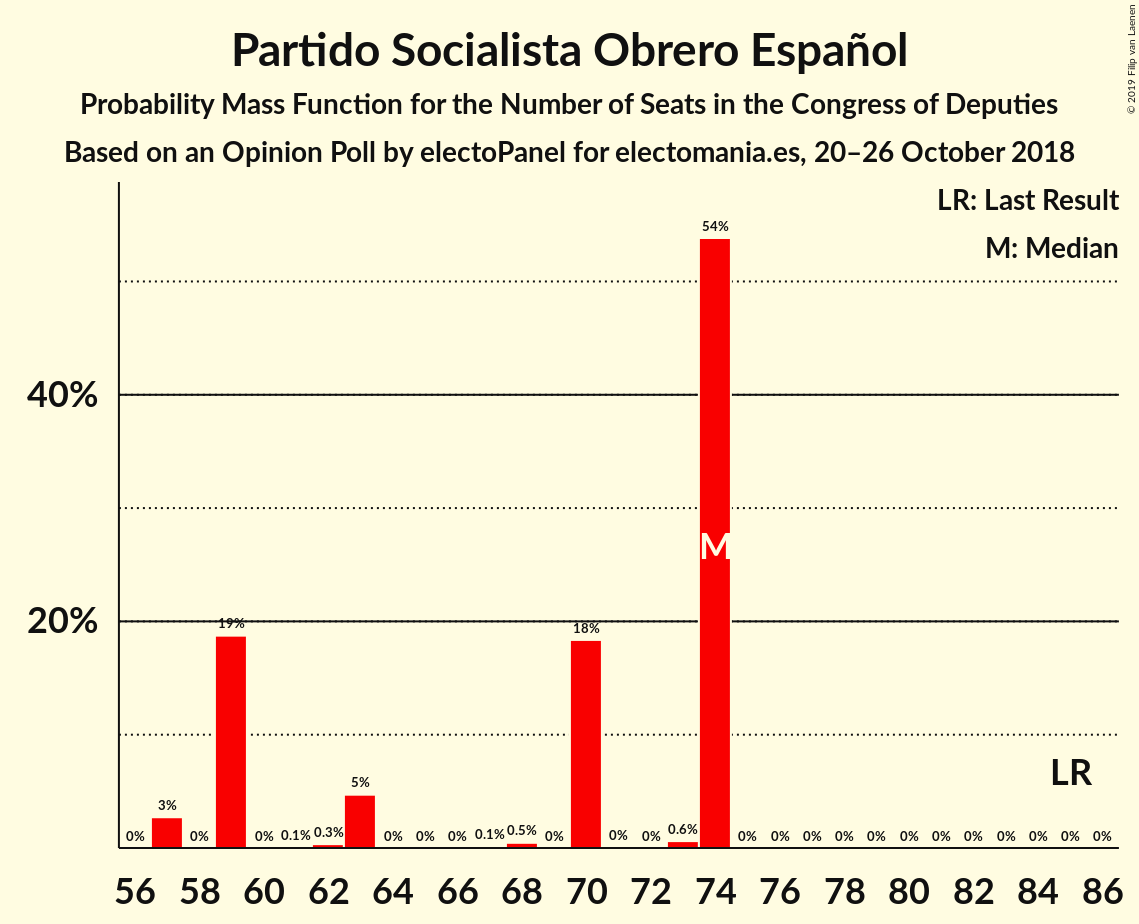 Partido Socialista Obrero Español
Probability Mass Function for the Number of Seats in the Congress of Deputies
Based on an Opinion Poll by electoPanel for electomania.es, 20–26 October 2018
© 2019 Filip van Laenen
LR: Last Result
M: Median
54%
40%
M
20%
19%
18%
LR
5%
3%
0% 0% 0% 0.1% 0.3% 0% 0% 0% 0.1% 0.5% 0% 0% 0% 0.6% 0% 0% 0% 0% 0% 0% 0% 0% 0% 0% 0% 0%
56 58 60 62 64 66 68 70 72 74 76 78 80 82 84 86